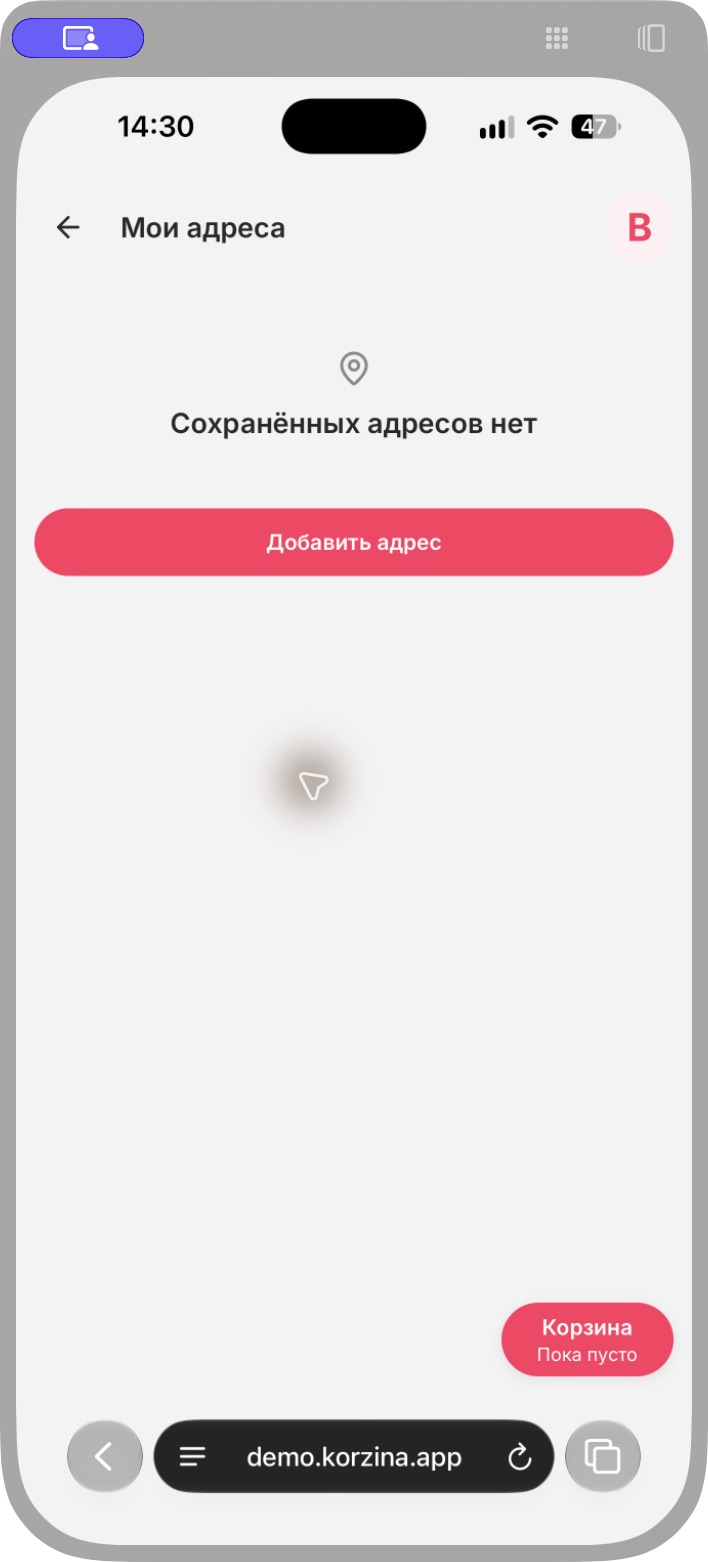 14:30
47
Мои адреса
B
Сохранённых адресов нет
Добавить адрес
Корзина
Пока пусто
demo.korzina.app